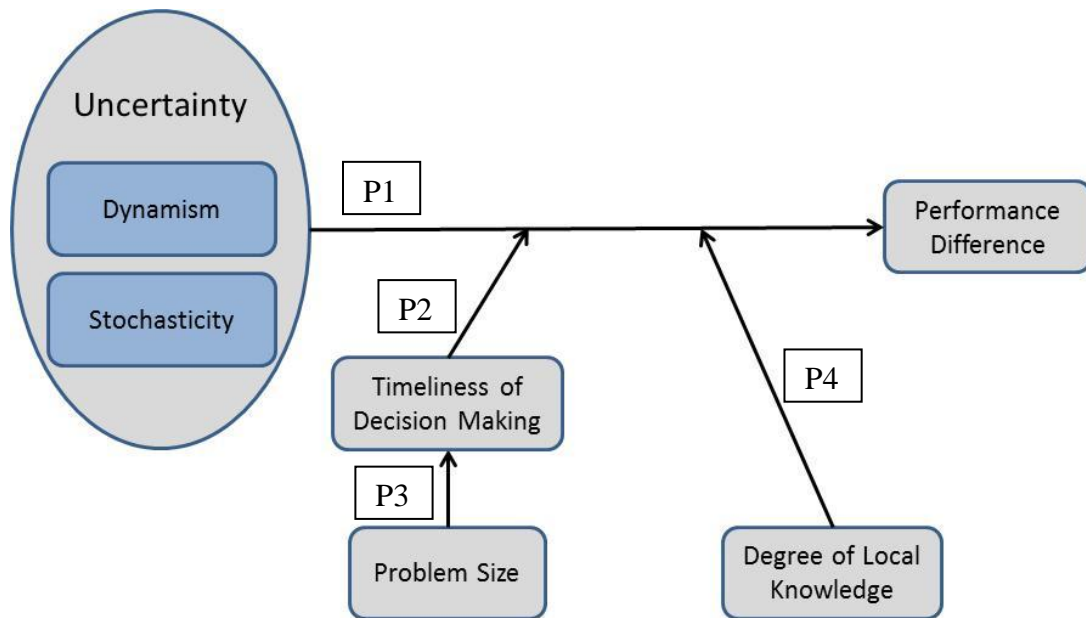 Uncertainty
Dynamism
Stochasticity
P1
Performance
Difference
P2
Timeliness of
Decision Making
P3
Problem Size
P4
Degree of Local
Knowledge